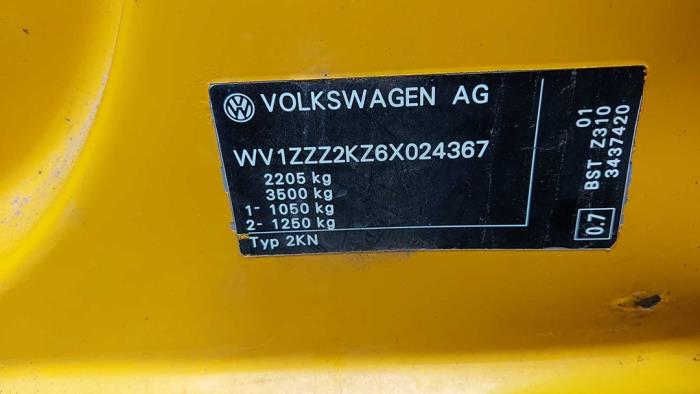 VOLKSWAGEN AG
WV1ZZZ2KZ6X024367
2205 kg
3500 kg
1- 1050 kg
2- 1250 kg
Typ 2KN
01
BST Z310
3487420
0.7